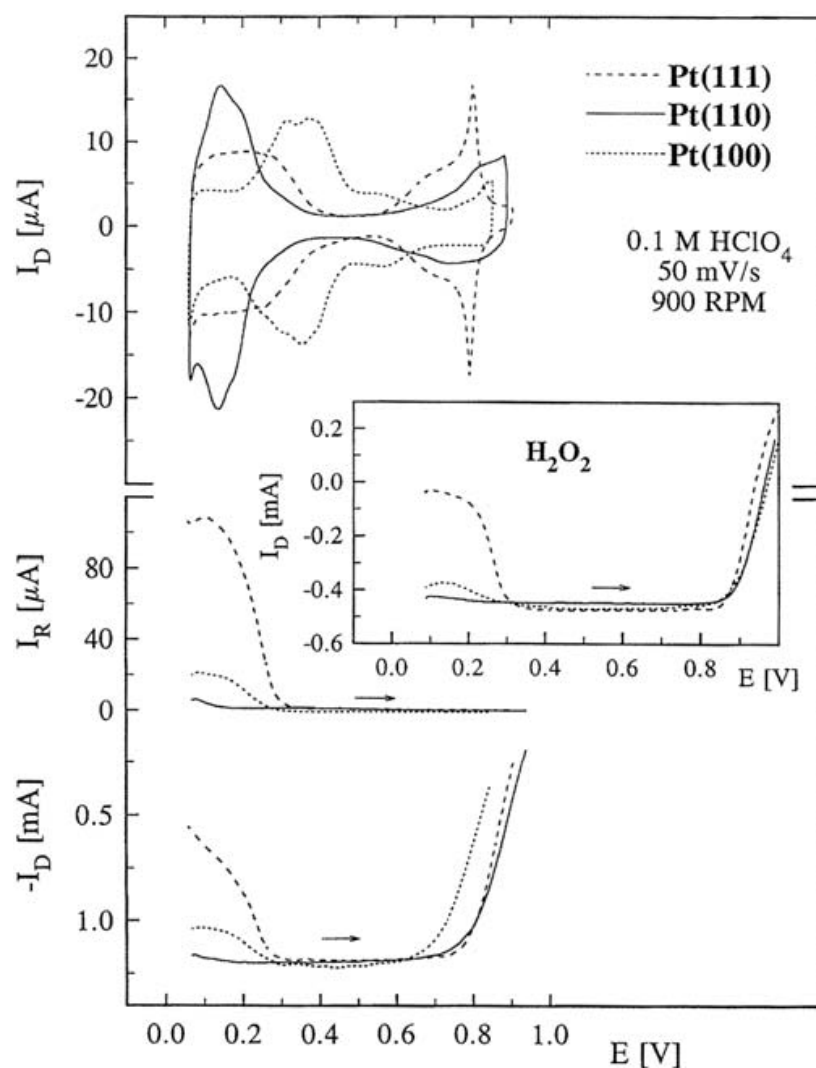 20
10
0
-10
-20
I_D [μA]
Pt(111)
Pt(110)
Pt(100)
0.1 M HClO₄
50 mV/s
900 RPM
H₂O₂
0.2
0.0
-0.2
-0.4
-0.6
I_D [mA]
0.0 0.2 0.4 0.6 0.8
E [V]
80
40
0
I_R [μA]
0.5
1.0
-I_D [mA]
0.0 0.2 0.4 0.6 0.8 1.0
E [V]